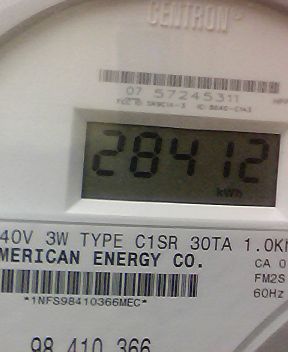 CENTRON®
07 57245311
28412
kWh
40V 3W TYPE C1SR 30TA 1.0K
MERICAN ENERGY CO.
CA 0
FM2S
60Hz
*1NFS98410366MEC*
98 410 366